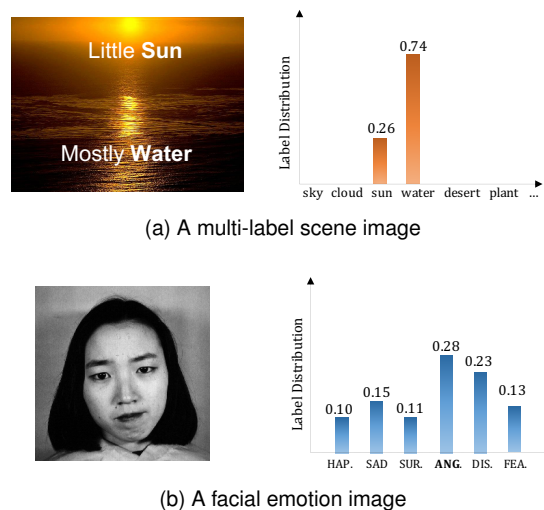 Little Sun
Mostly Water
Label Distribution
0.26
0.74
sky cloud sun water desert plant ...
(a) A multi-label scene image
Label Distribution
0.10
0.15
0.11
0.28
0.23
0.13
HAP. SAD SUR. ANG. DIS. FEA.
(b) A facial emotion image